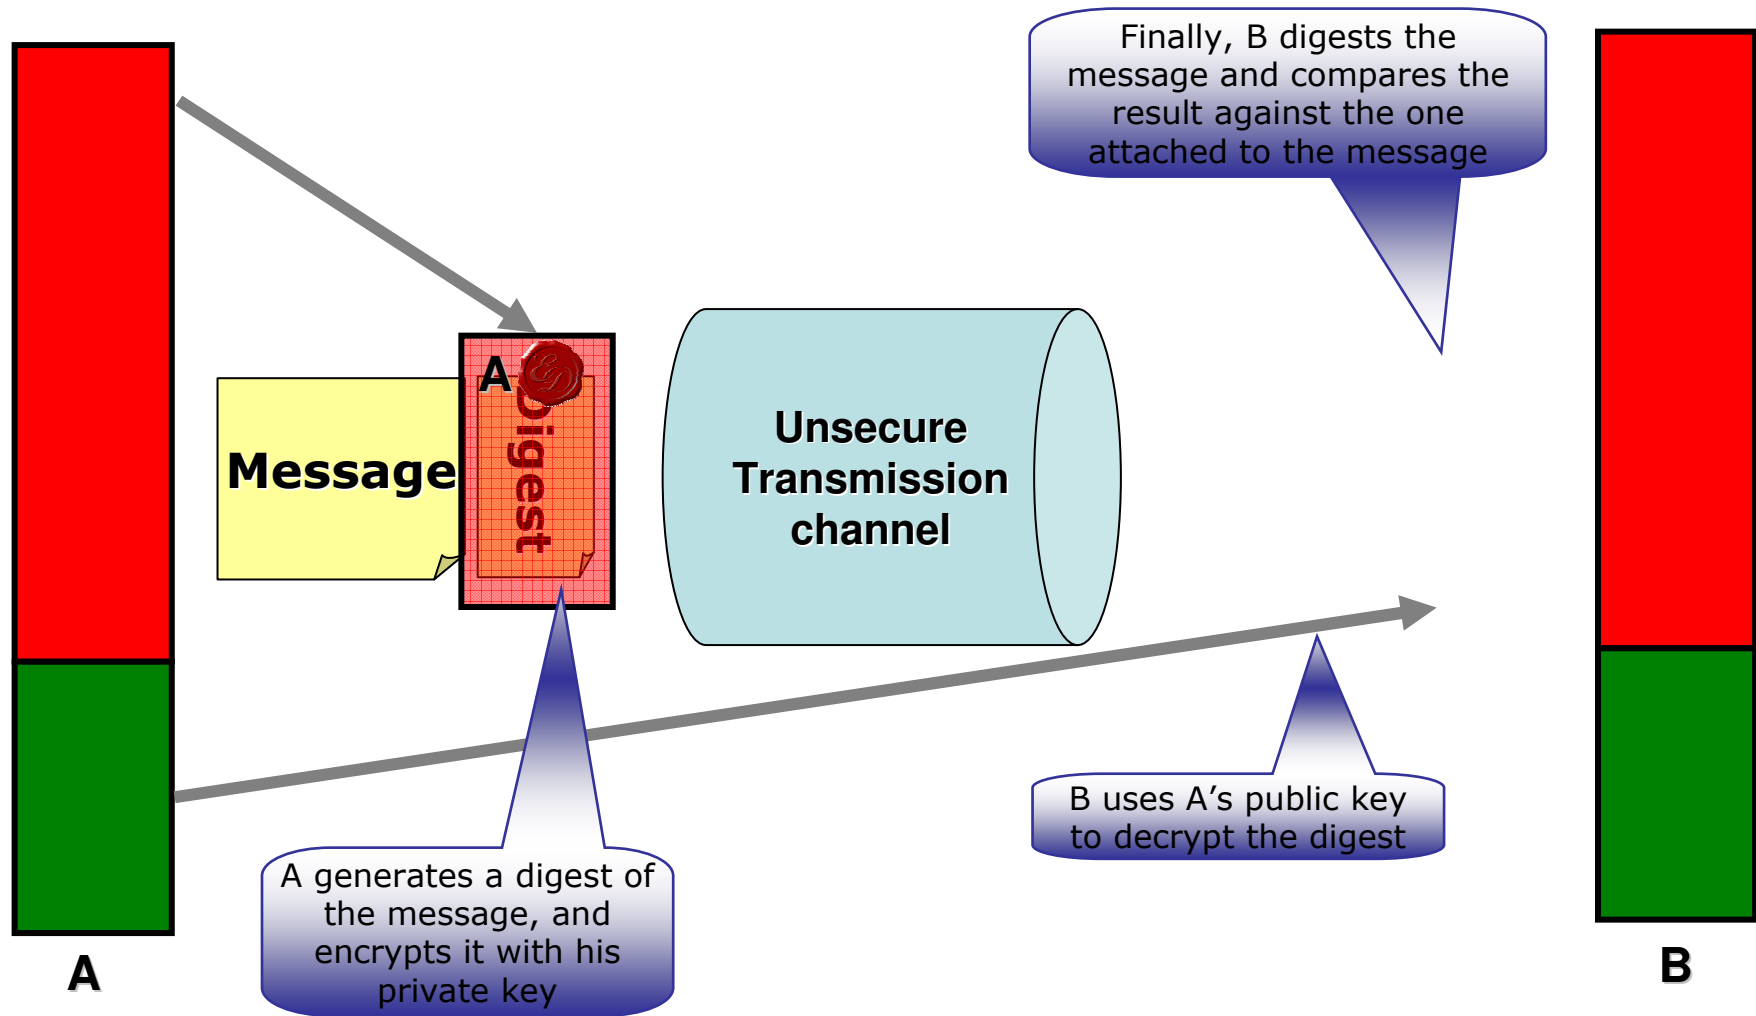 Finally, B digests the
message and compares the
result against the one
attached to the message
A
Digest
Message
Unsecure
Transmission
channel
B uses A’s public key
to decrypt the digest
A generates a digest of
the message, and
encrypts it with his
private key
A
B